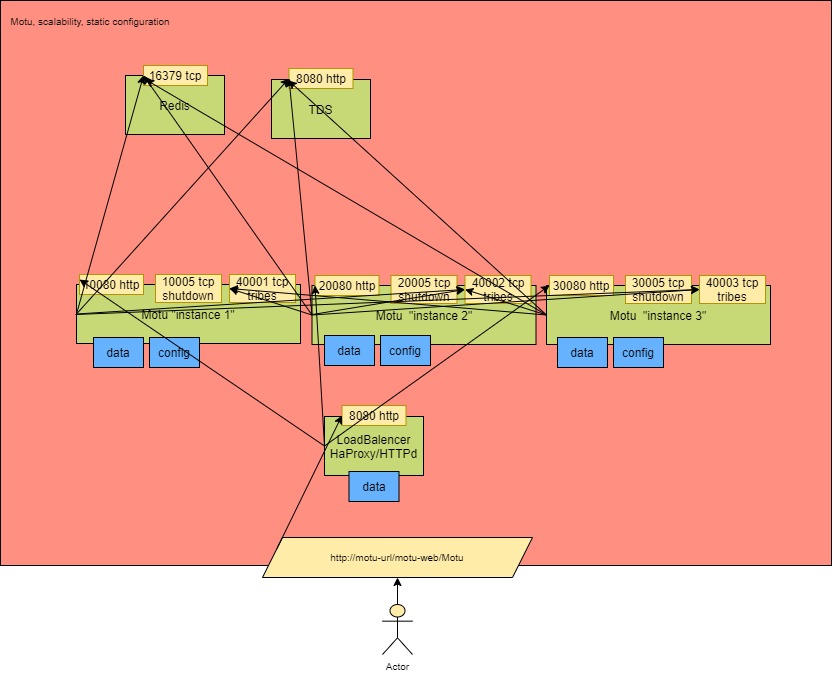 Motu, scalability, static configuration
16379 tcp
Redis
8080 http
TDS
10080 http
10005 tcp
shutdown
40001 tcp
tribes
Motu "instance 1"
data
config
20080 http
20005 tcp
shutdown
40002 tcp
tribes
Motu "instance 2"
data
config
30080 http
30005 tcp
shutdown
40003 tcp
tribes
Motu "instance 3"
data
config
8080 http
LoadBalencer
HaProxy/HTTPd
data
http://motu-url/motu-web/Motu
Actor